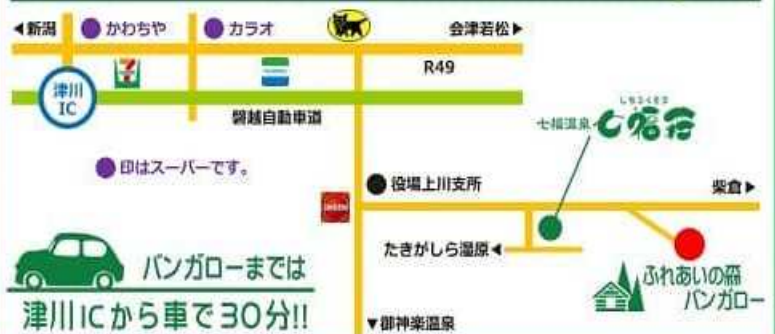 ◀新潟
●かわちや
●カラオ
会津若松▶
R49
津川
IC
磐越自動車道
しちふくそう
七福温泉 七福荘
●印はスーパーです。
●役場上川支所
柴倉▶
たきがしら湿原◀
バンガローまでは
津川ICから車で30分!!
ふれあいの森
バンガロー
▼御神楽温泉